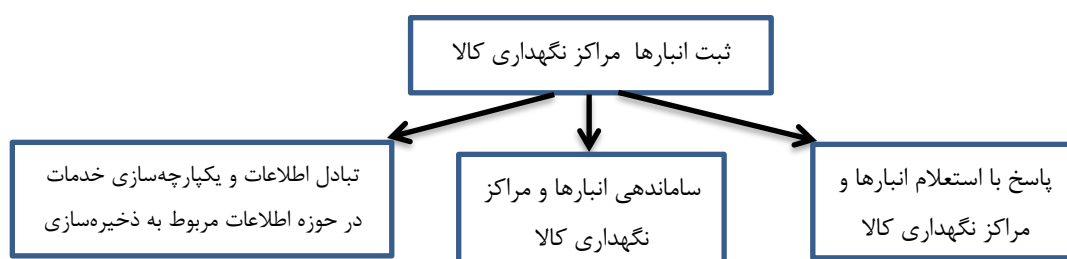 ثبت انبارها مراکز نگهداری کالا
پاسخ با استعلام انبارها و
مراکز نگهداری کالا
ساماندهی انبارها و مراکز
نگهداری کالا
تبادل اطلاعات و یکپارچه‌سازی خدمات
در حوزه اطلاعات مربوط به ذخیره‌سازی